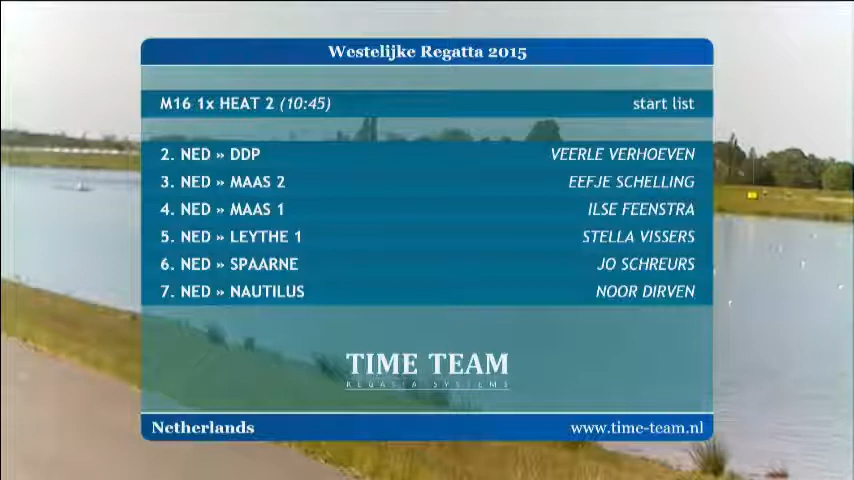 Westelijke Regatta 2015
M16 1x HEAT 2 (10:45) start list
2. NED » DDP VEERLE VERHOEVEN
3. NED » MAAS 2 EEFJE SCHELLING
4. NED » MAAS 1 ILSE FEENSTRA
5. NED » LEYTHE 1 STELLA VISSERS
6. NED » SPAARNE JO SCHREURS
7. NED » NAUTILUS NOOR DIRVEN
TIME TEAM
REGATTA SYSTEMS
Netherlands www.time-team.nl